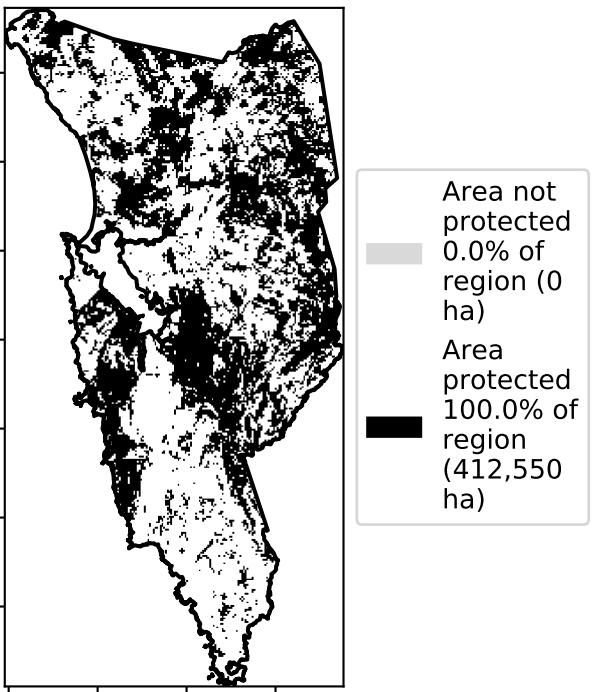 Area not
protected
0.0% of
region (0
ha)
Area
protected
100.0% of
region
(412,550
ha)